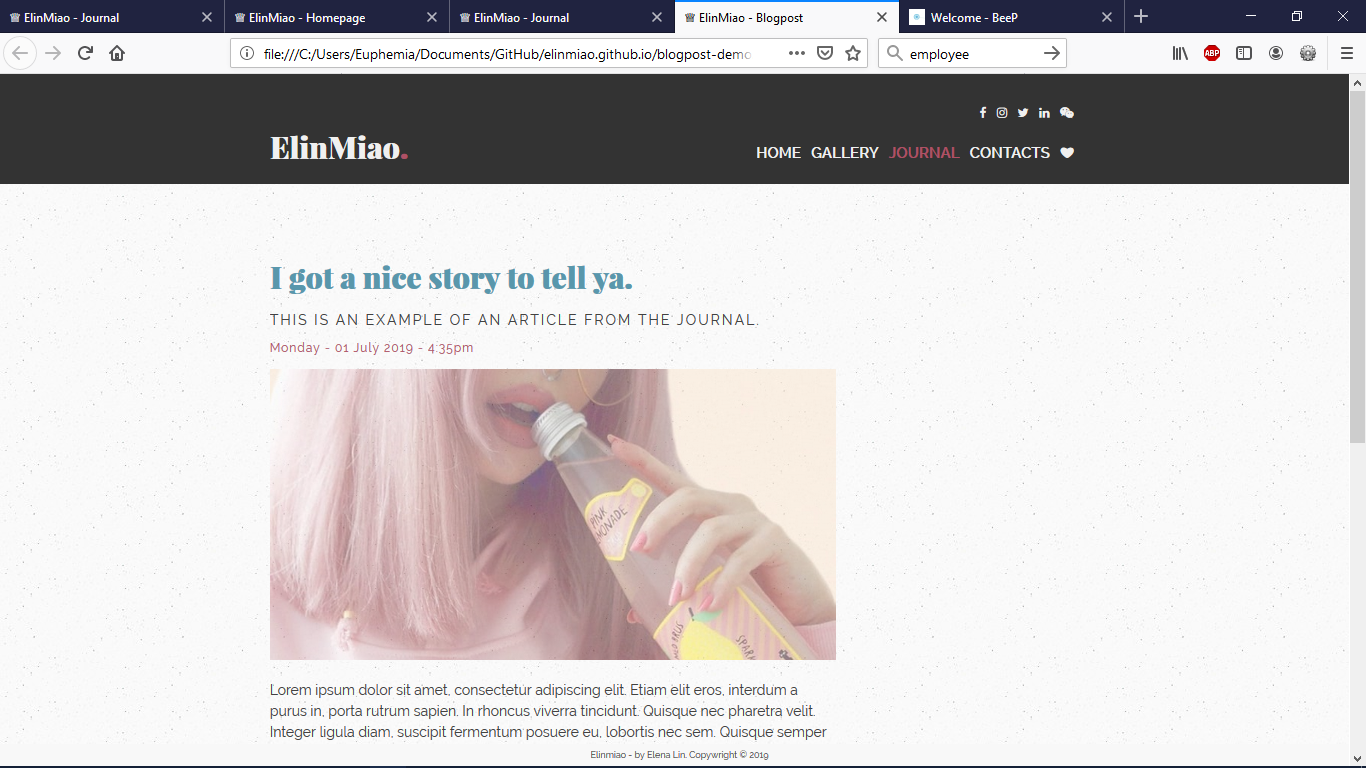 ElinMiao - Journal
ElinMiao - Homepage
ElinMiao - Journal
ElinMiao - Blogpost
Welcome - BeeP
file:///C:/Users/Euphemia/Documents/GitHub/elinmiao.github.io/blogpost-demo
ABP
employee
ElinMiao.
HOME GALLERY JOURNAL CONTACTS
I got a nice story to tell ya.
THIS IS AN EXAMPLE OF AN ARTICLE FROM THE JOURNAL.
Monday - 01 July 2019 - 4:35pm
PINK
LEMONADE
Lorem ipsum dolor sit amet, consectetur adipiscing elit. Etiam elit eros, interdum a
purus in, porta rutrum sapien. In rhoncus viverra tincidunt. Quisque nec pharetra velit.
Integer ligula diam, suscipit fermentum posuere eu, lobortis nec sem. Quisque semper
Elinmiao - by Elena Lin. Copywright © 2019